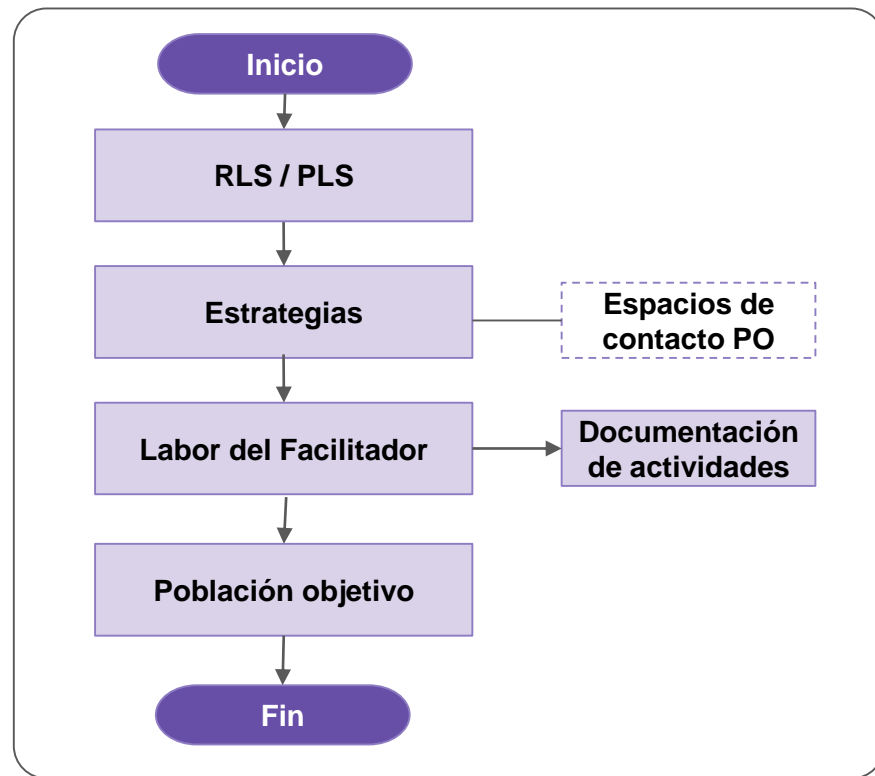 Inicio
RLS / PLS
Estrategias
Espacios de
contacto PO
Labor del Facilitador
Documentación
de actividades
Población objetivo
Fin